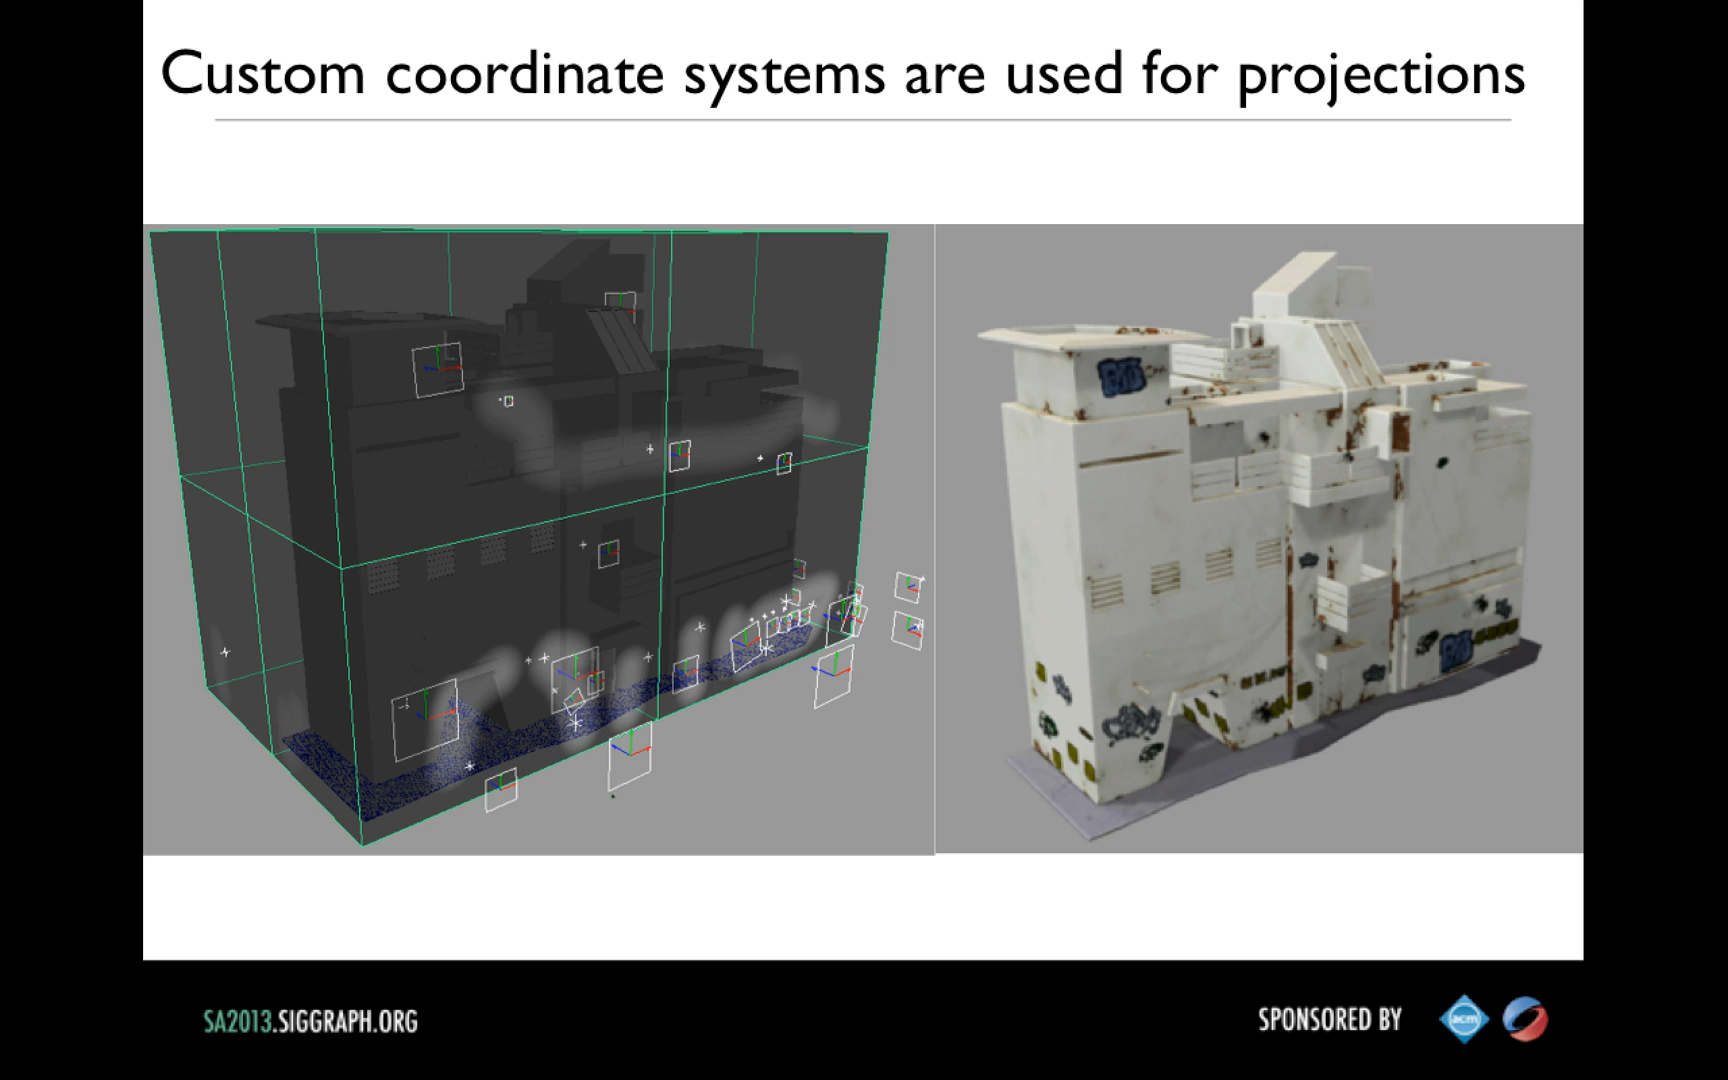 Custom coordinate systems are used for projections
SA2013.SIGGRAPH.ORG
SPONSORED BY
acm